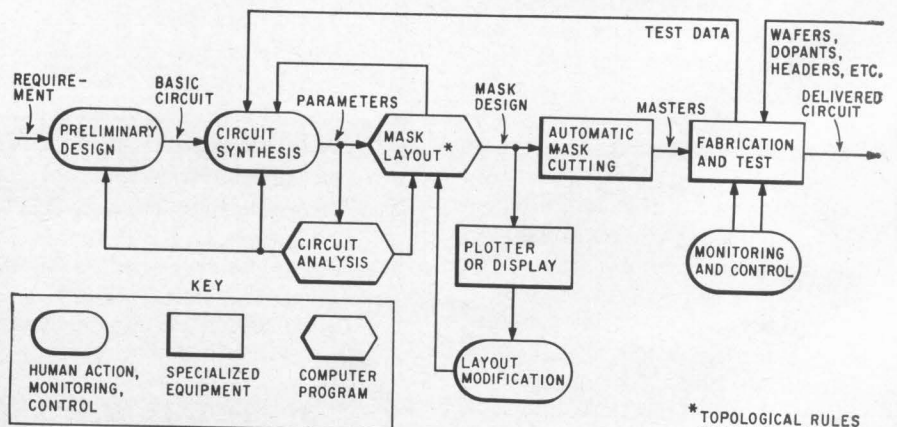 TEST DATA
WAFERS,
DOPANTS,
HEADERS, ETC.
REQUIRE-
MENT
BASIC
CIRCUIT
PARAMETERS
MASK
DESIGN
MASTERS
DELIVERED
CIRCUIT
PRELIMINARY
DESIGN
CIRCUIT
SYNTHESIS
MASK
LAYOUT*
AUTOMATIC
MASK
CUTTING
FABRICATION
AND TEST
CIRCUIT
ANALYSIS
PLOTTER
OR DISPLAY
MONITORING
AND CONTROL
LAYOUT
MODIFICATION
KEY
HUMAN ACTION,
MONITORING,
CONTROL
SPECIALIZED
EQUIPMENT
COMPUTER
PROGRAM
*TOPOLOGICAL RULES